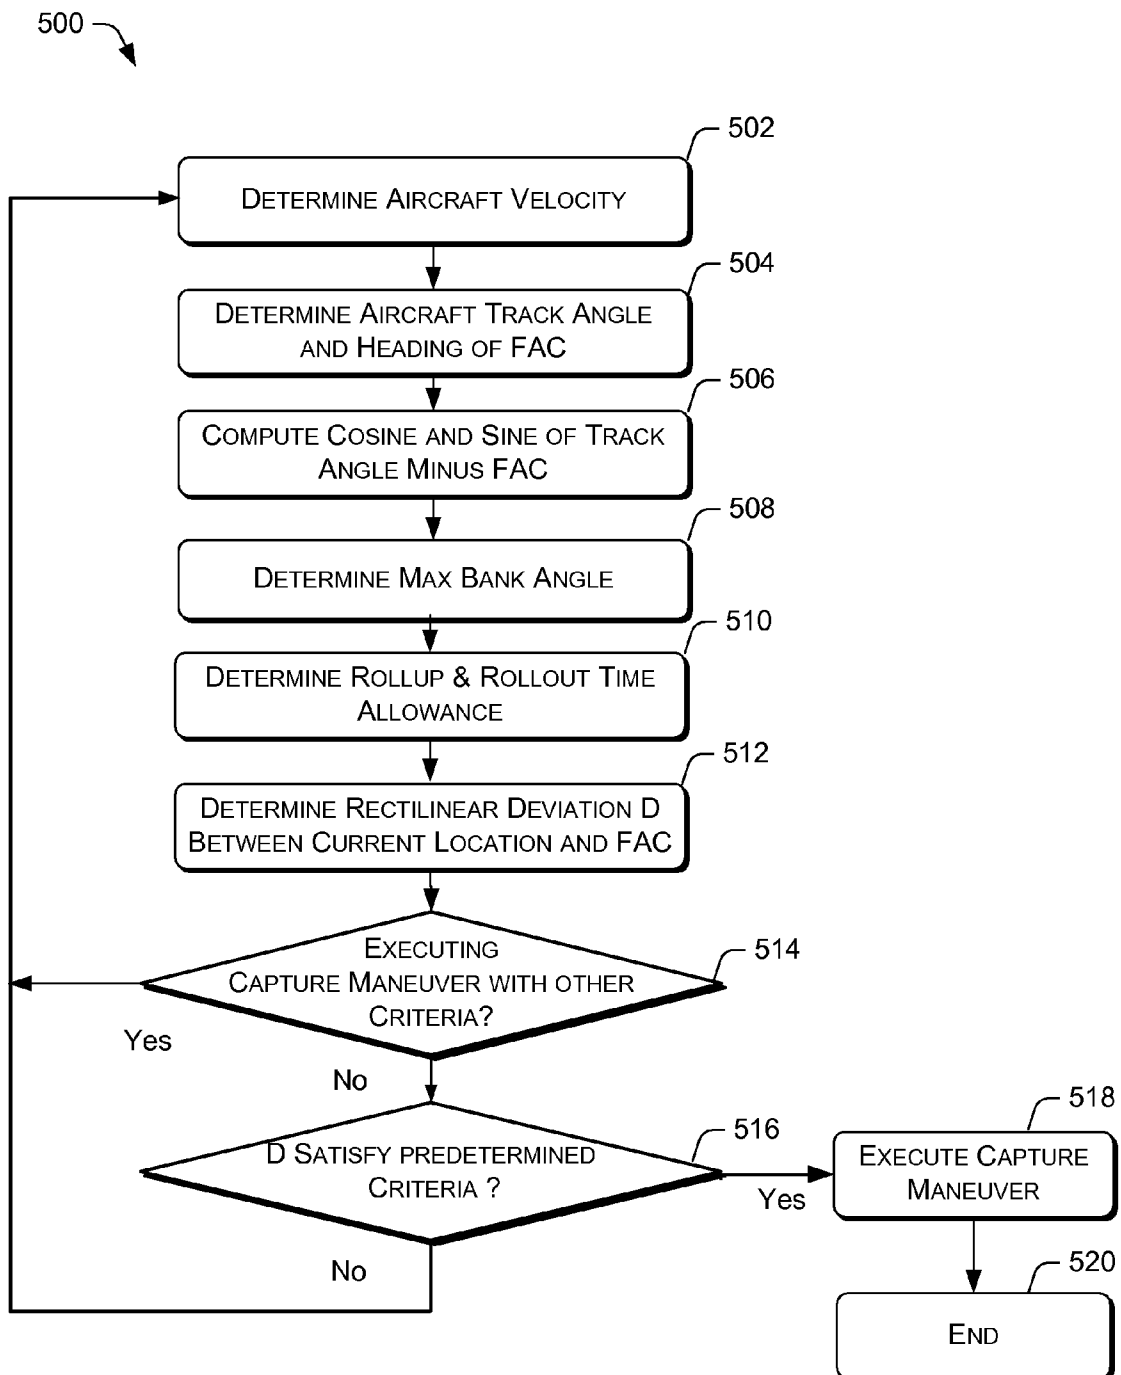 500
502
DETERMINE AIRCRAFT VELOCITY
504
DETERMINE AIRCRAFT TRACK ANGLE
AND HEADING OF FAC
506
COMPUTE COSINE AND SINE OF TRACK
ANGLE MINUS FAC
508
DETERMINE MAX BANK ANGLE
510
DETERMINE ROLLUP & ROLLOUT TIME
ALLOWANCE
512
DETERMINE RECTILINEAR DEVIATION D
BETWEEN CURRENT LOCATION AND FAC
514
EXECUTING
CAPTURE MANEUVER WITH OTHER
CRITERIA?
Yes
No
516
D SATISFY PREDETERMINED
CRITERIA ?
Yes
No
518
EXECUTE CAPTURE
MANEUVER
520
END